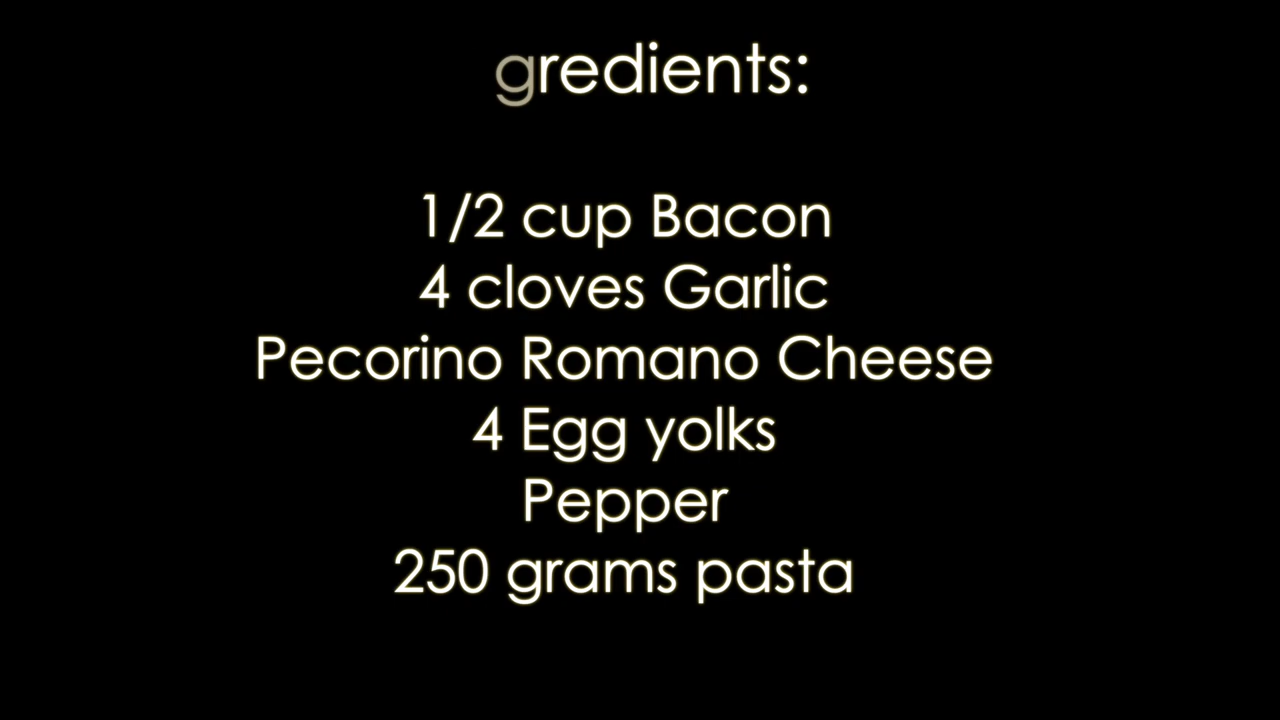 gredients:
1/2 cup Bacon
4 cloves Garlic
Pecorino Romano Cheese
4 Egg yolks
Pepper
250 grams pasta